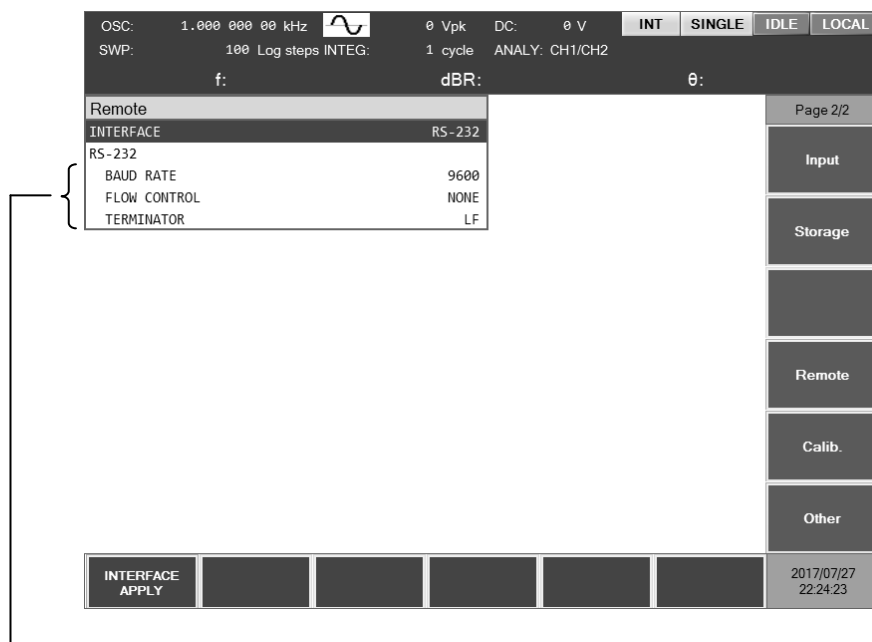 OSC: 1.000 000 00 kHz 0 Vpk DC: 0 V INT SINGLE IDLE LOCAL
SWP: 100 Log steps INTEG: 1 cycle ANALY: CH1/CH2
f: dBR: θ:
Remote
INTERFACE RS-232
RS-232
BAUD RATE 9600
FLOW CONTROL NONE
TERMINATOR LF
Page 2/2
Input
Storage
Remote
Calib.
Other
INTERFACE
APPLY
2017/07/27
22:24:23